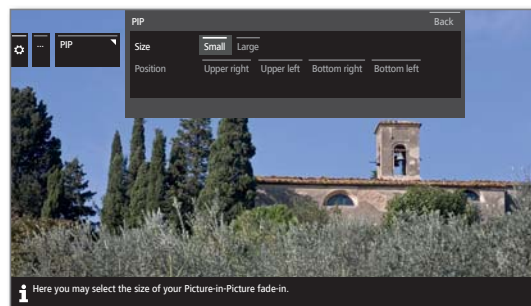 PIP Back
... PIP
Size Small Large
Position Upper right Upper left Bottom right Bottom left
Here you may select the size of your Picture-in-Picture fade-in.